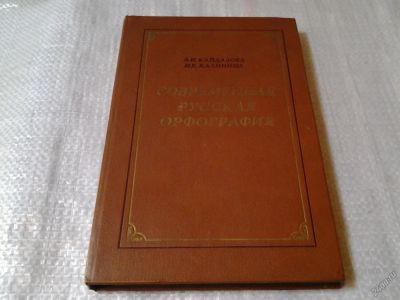 О.И. КАЙДАЛОВА
И.К. КАЛИНИНА
СОВРЕМЕННАЯ
РУССКАЯ
ОРФОГРАФИЯ